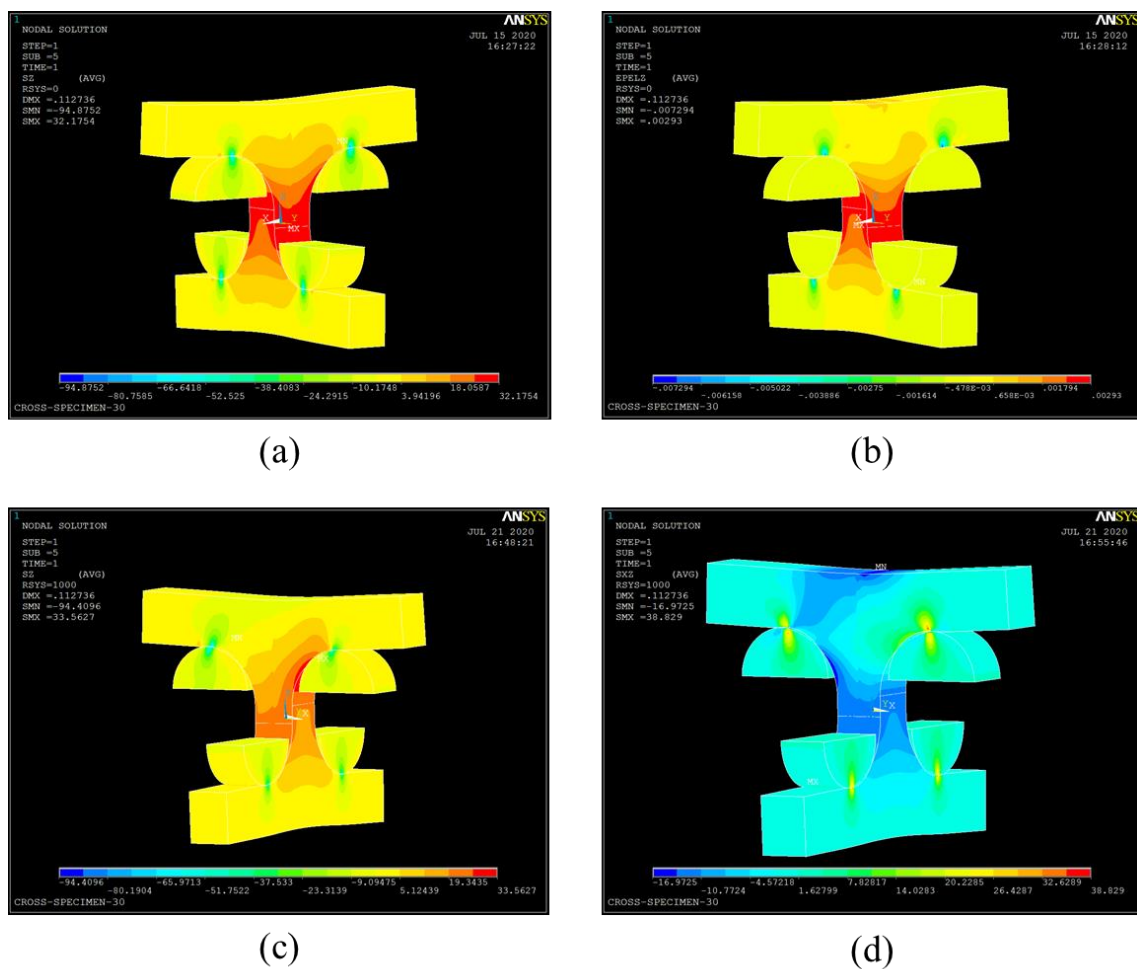 1
ANSYS
NODAL SOLUTION
JUL 15 2020
16:27:22
STEP=1
SUB =5
TIME=1
SZ (AVG)
RSYS=0
DMX =.112736
SMN =-94.8752
SMX =32.1754
MN
X
Y
MX
-94.8752 -66.6418 -38.4083 -10.1748 18.0587
-80.7585 -52.525 -24.2915 3.94196 32.1754
CROSS-SPECIMEN-30
(a)
1
ANSYS
NODAL SOLUTION
JUL 15 2020
16:28:12
STEP=1
SUB =5
TIME=1
EPELZ (AVG)
RSYS=0
DMX =.112736
SMN =-.007294
SMX =.00293
X
Y
MX
MN
-.007294 -.005022 -.00275 -.478E-03 .001794
-.006158 -.003886 -.001614 .658E-03 .00293
CROSS-SPECIMEN-30
(b)
1
ANSYS
NODAL SOLUTION
JUL 21 2020
16:48:21
STEP=1
SUB =5
TIME=1
SZ (AVG)
RSYS=1000
DMX =.112736
SMN =-94.4096
SMX =33.5627
MN
X
-94.4096 -65.9713 -37.533 -9.09475 19.3435
-80.1904 -51.7522 -23.3139 5.12439 33.5627
CROSS-SPECIMEN-30
(c)
1
ANSYS
NODAL SOLUTION
JUL 21 2020
16:55:46
STEP=1
SUB =5
TIME=1
SXZ (AVG)
RSYS=1000
DMX =.112736
SMN =-16.9725
SMX =38.829
MN
Y X
MX
-16.9725 -4.57218 7.82817 20.2285 32.6289
-10.7724 1.62799 14.0283 26.4287 38.829
CROSS-SPECIMEN-30
(d)